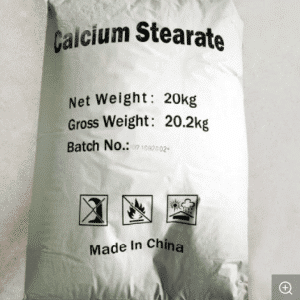 Calcium Stearate
Net Weight: 20kg
Gross Weight: 20.2kg
Batch No.:
Made In China